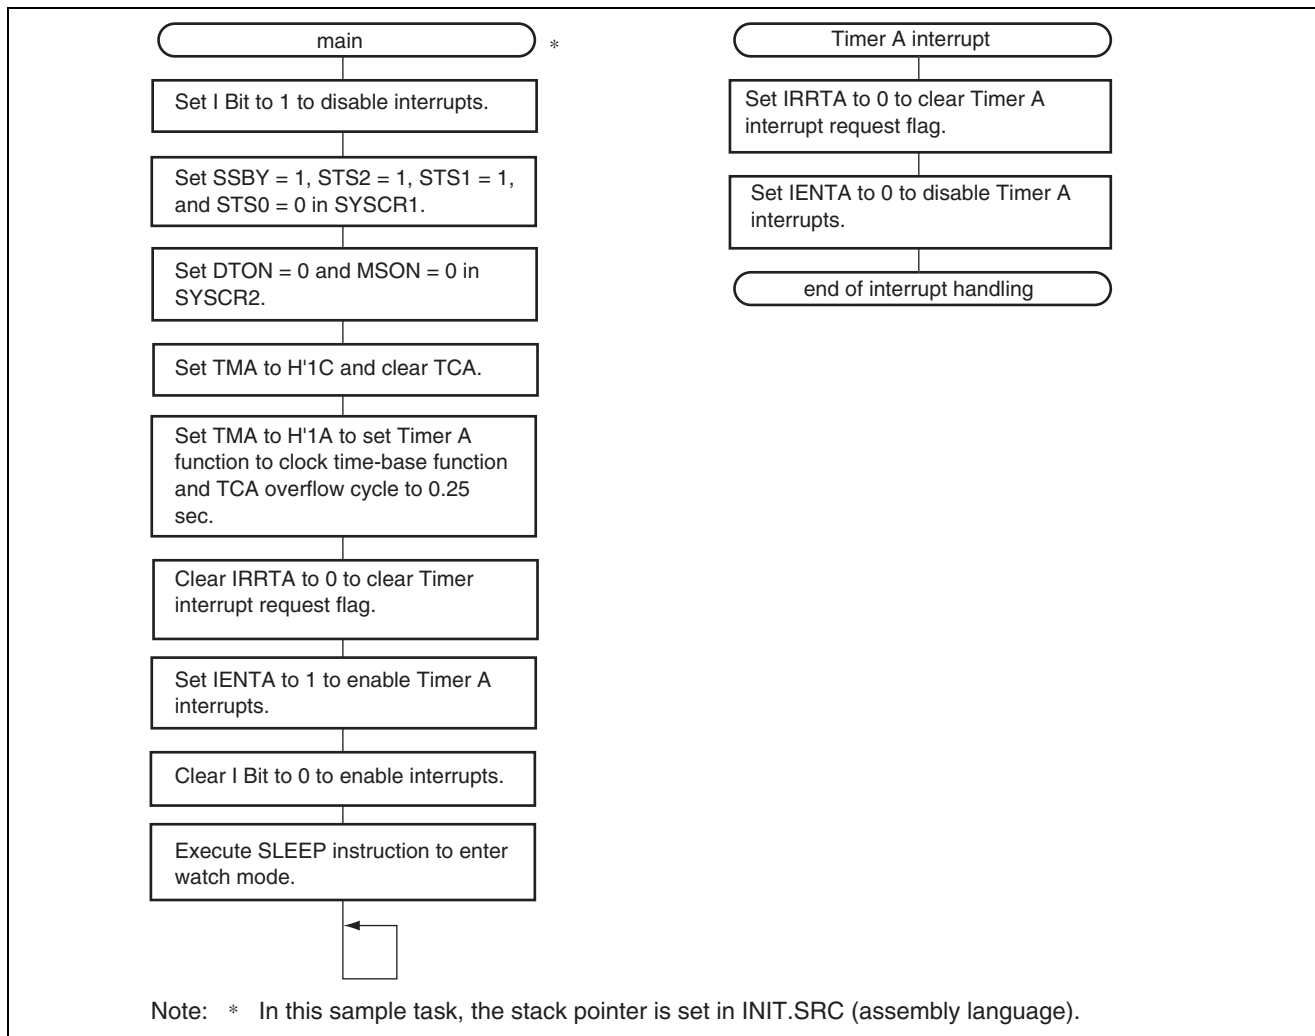 main
*
Set I Bit to 1 to disable interrupts.
Set SSBY = 1, STS2 = 1, STS1 = 1,
and STS0 = 0 in SYSCR1.
Set DTON = 0 and MSON = 0 in
SYSCR2.
Set TMA to H'1C and clear TCA.
Set TMA to H'1A to set Timer A
function to clock time-base function
and TCA overflow cycle to 0.25
sec.
Clear IRRTA to 0 to clear Timer
interrupt request flag.
Set IENTA to 1 to enable Timer A
interrupts.
Clear I Bit to 0 to enable interrupts.
Execute SLEEP instruction to enter
watch mode.
Timer A interrupt
Set IRRTA to 0 to clear Timer A
interrupt request flag.
Set IENTA to 0 to disable Timer A
interrupts.
end of interrupt handling
Note: * In this sample task, the stack pointer is set in INIT.SRC (assembly language).